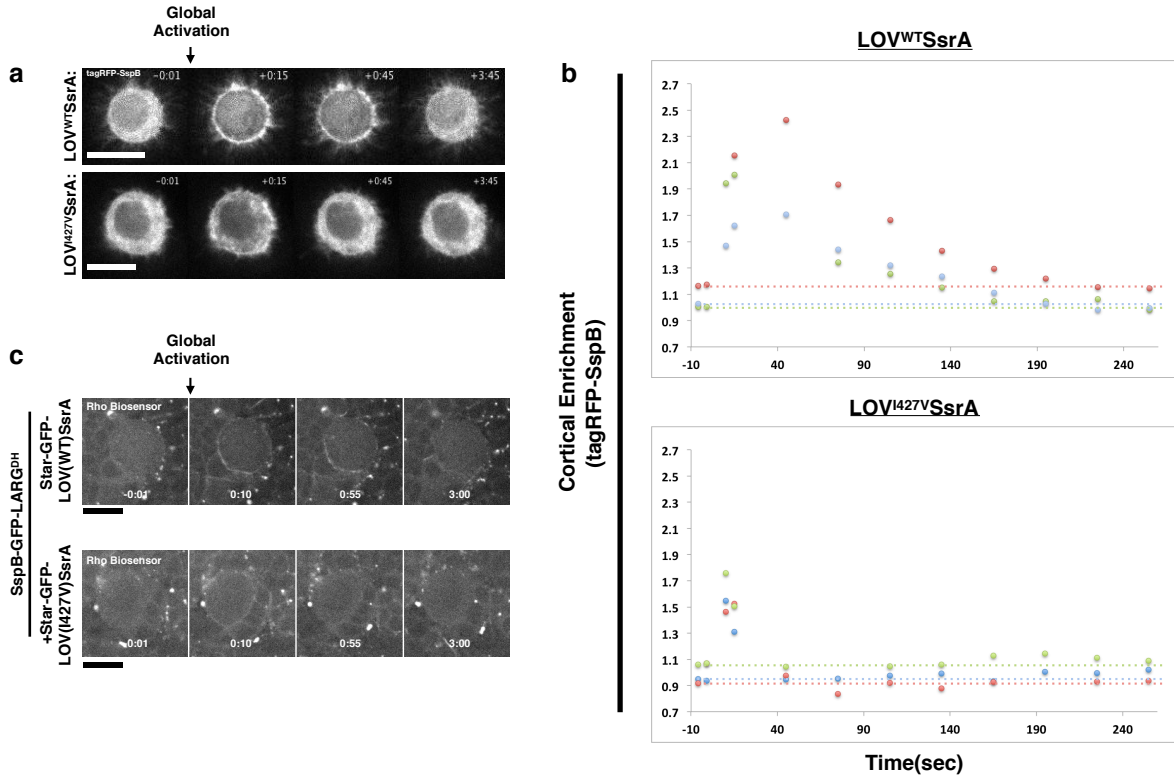 Global
Activation
a
LOVWTSsrA:
tagRFP-SspB
-0:01
+0:15
+0:45
+3:45
LOVI427VSsrA:
-0:01
+0:15
+0:45
+3:45
c
Global
Activation
SspB-GFP-LARGDH
Star-GFP-
LOV(WT)SsrA
Rho Biosensor
-0:01
0:10
0:55
3:00
+Star-GFP-
LOV(I427V)SsrA
Rho Biosensor
0:01
0:10
0:55
3:00
b
Cortical Enrichment
(tagRFP-SspB)
LOVWTSsrA
2.7
2.5
2.3
2.1
1.9
1.7
1.5
1.3
1.1
0.9
0.7
-10
40
90
140
190
240
LOVI427VSsrA
2.7
2.5
2.3
2.1
1.9
1.7
1.5
1.3
1.1
0.9
0.7
-10
40
90
140
190
240
Time(sec)